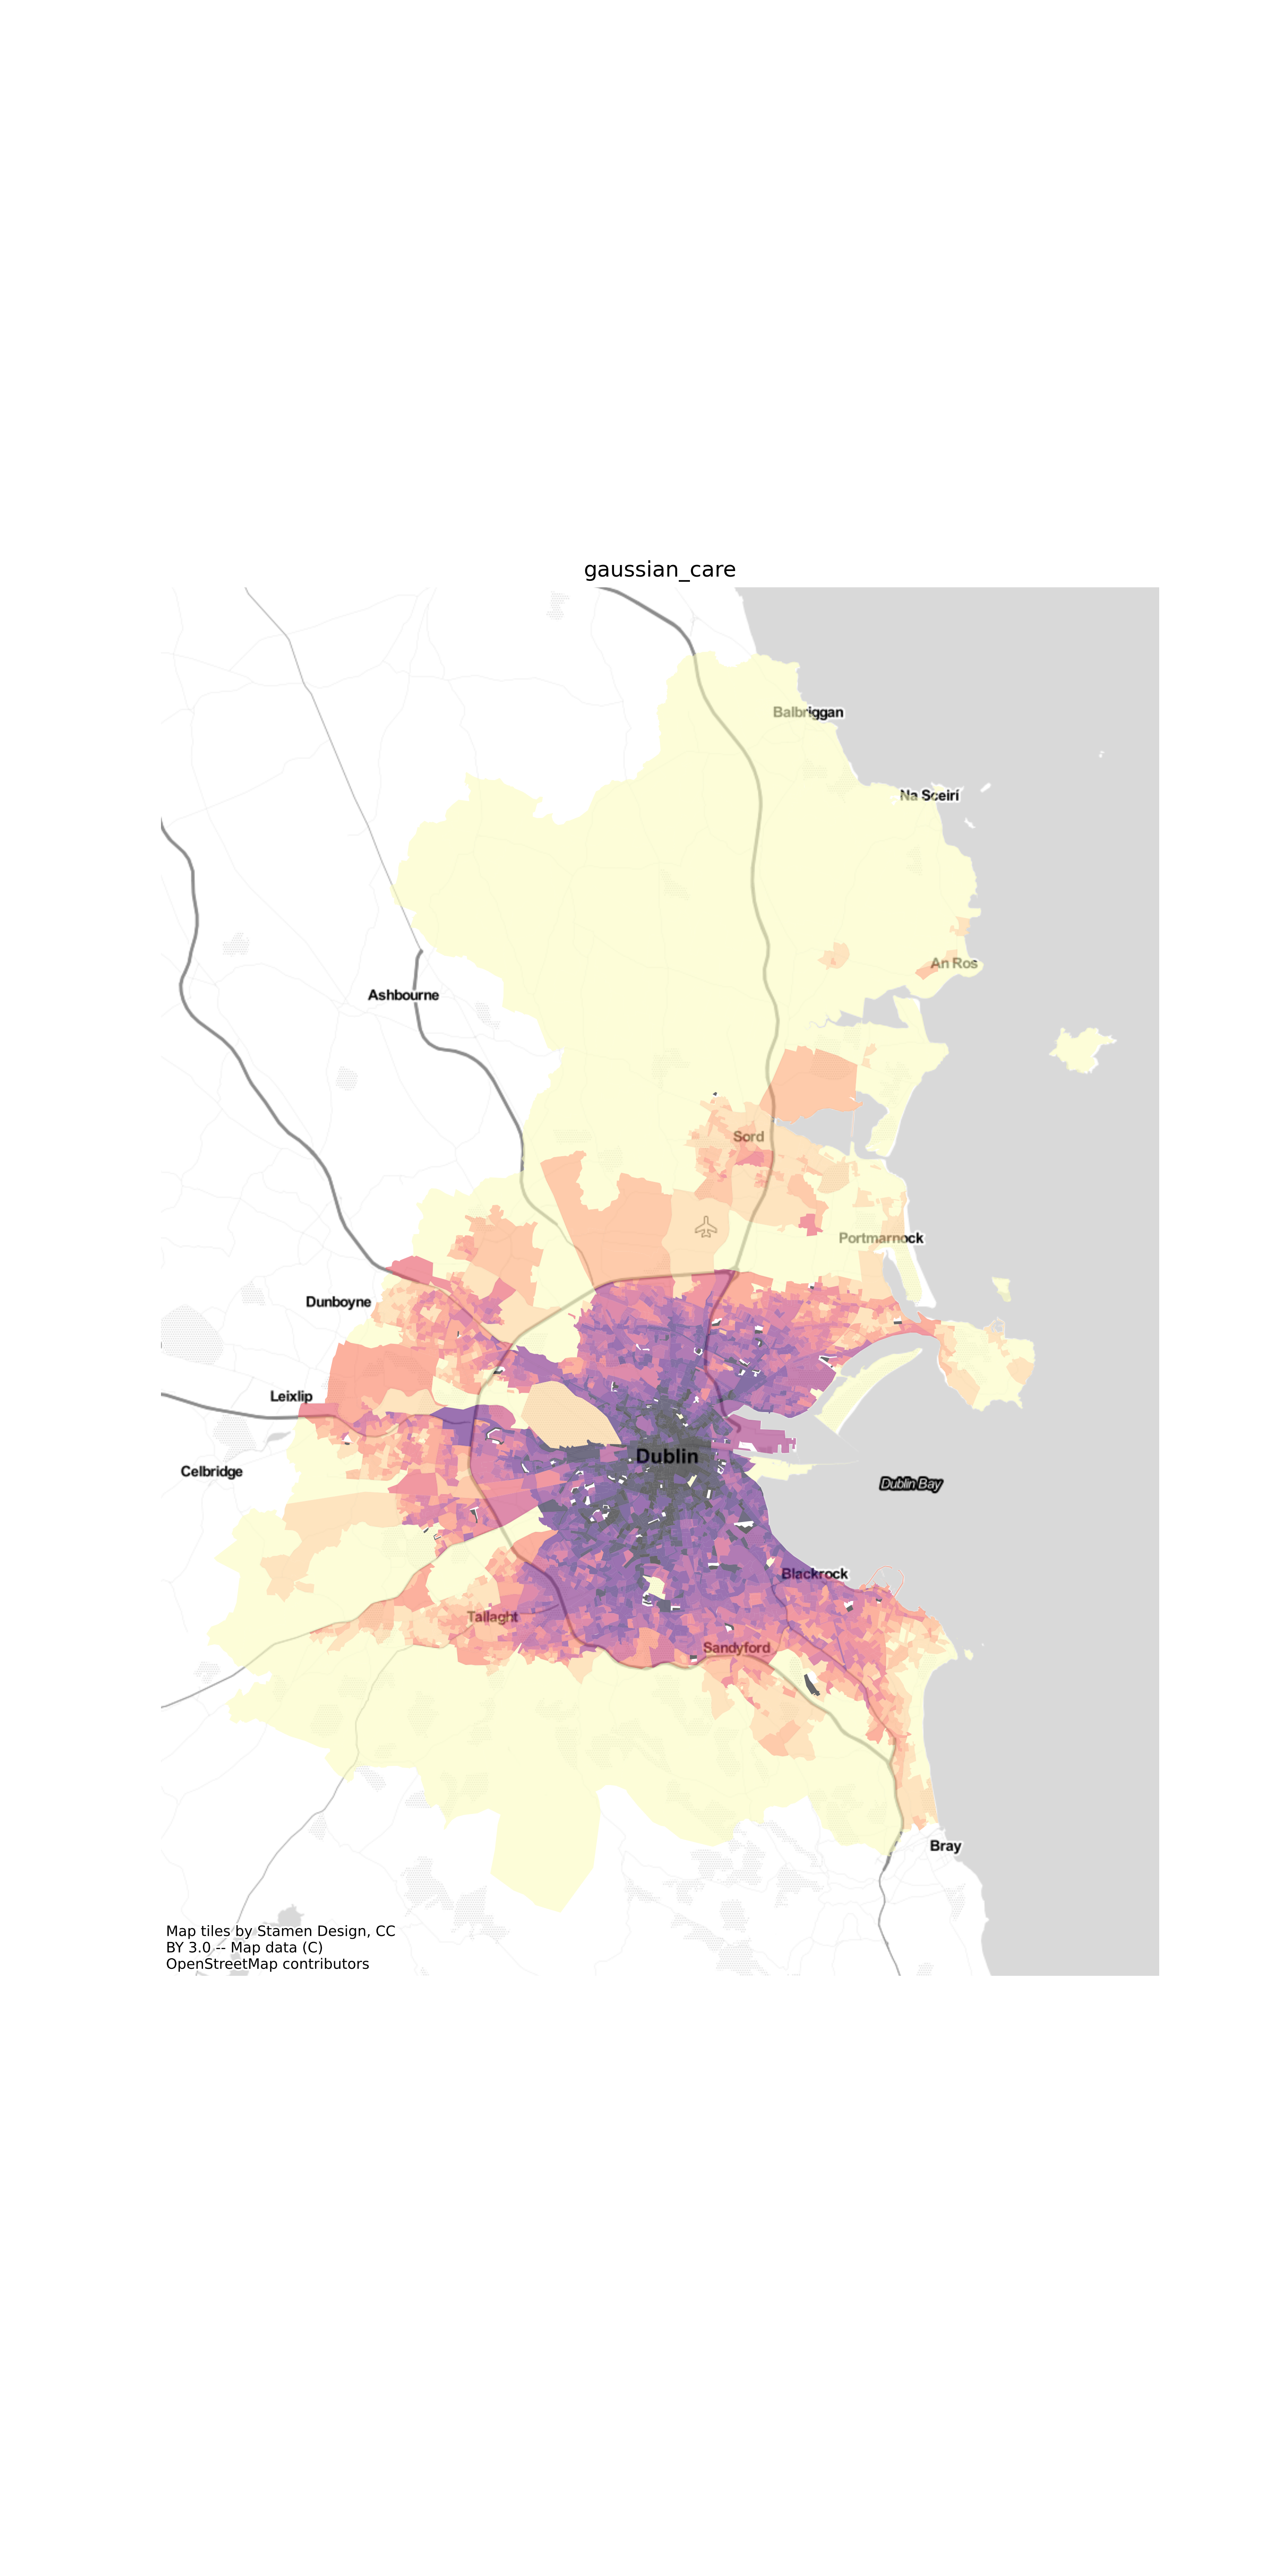 gaussian_care
Balbriggan
Na Sceirí
An Ros
Ashbourne
Sord
Portmarnock
Dunboyne
Leixlip
Dublin
Celbridge
Dublin Bay
Blackrock
Tallaght
Sandyford
Bray
Map tiles by Stamen Design, CC
BY 3.0 -- Map data (C)
OpenStreetMap contributors